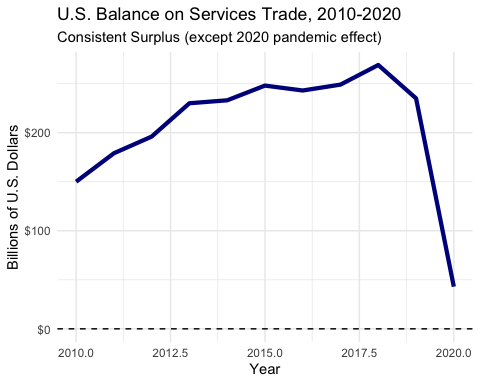 U.S. Balance on Services Trade, 2010-2020
Consistent Surplus (except 2020 pandemic effect)
Billions of U.S. Dollars
$200
$100
$0
2010.0 2012.5 2015.0 2017.5 2020.0
Year